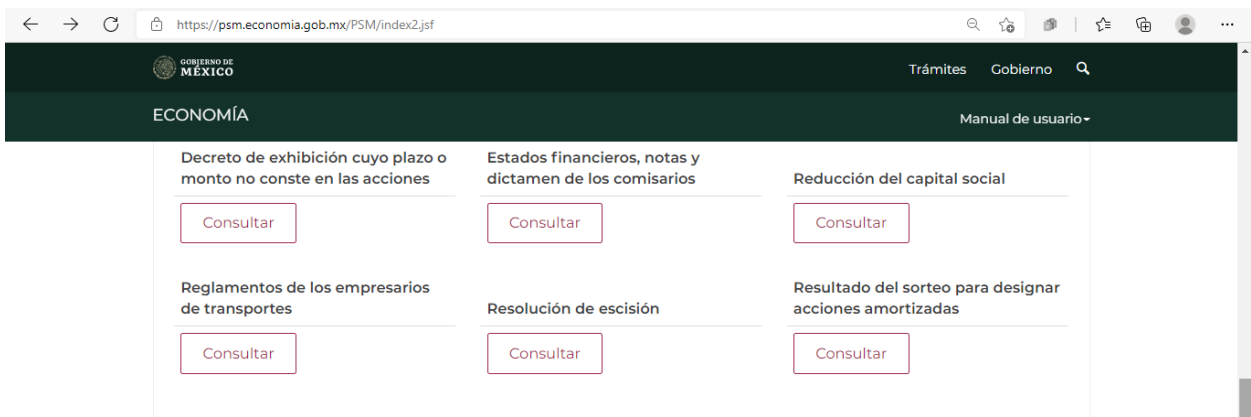 https://psm.economia.gob.mx/PSM/index2.jsf
GOBIERNO DE
MÉXICO
Trámites Gobierno
ECONOMÍA
Manual de usuario
Decreto de exhibición cuyo plazo o
monto no conste en las acciones
Consultar
Estados financieros, notas y
dictamen de los comisarios
Consultar
Reducción del capital social
Consultar
Reglamentos de los empresarios
de transportes
Consultar
Resolución de escisión
Consultar
Resultado del sorteo para designar
acciones amortizadas
Consultar